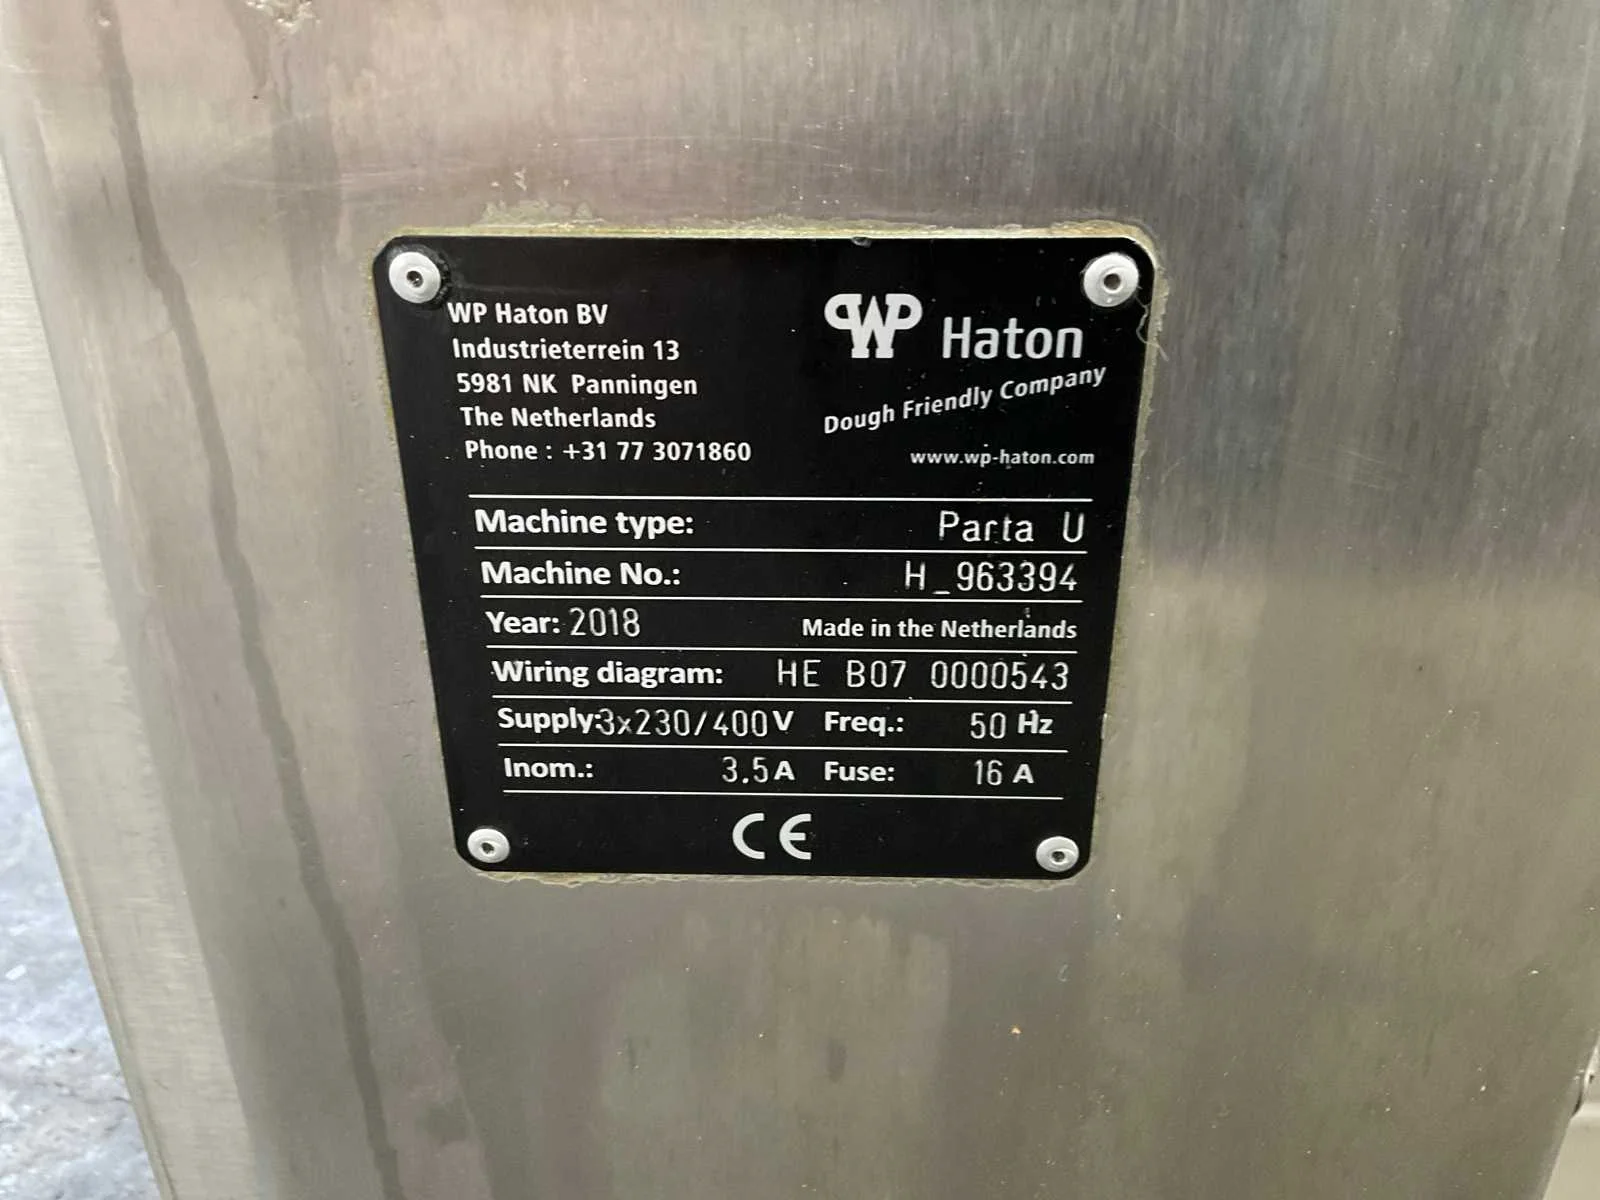 WP Haton BV
Industrieterrein 13
5981 NK Panningen
The Netherlands
Phone : +31 77 3071860
WP Haton
Dough Friendly Company
www.wp-haton.com
Machine type: Parta U
Machine No.: H_963394
Year: 2018 Made in the Netherlands
Wiring diagram: HE B07 0000543
Supply:3x230/400V Freq.: 50 Hz
Inom.: 3.5A Fuse: 16 A
CE